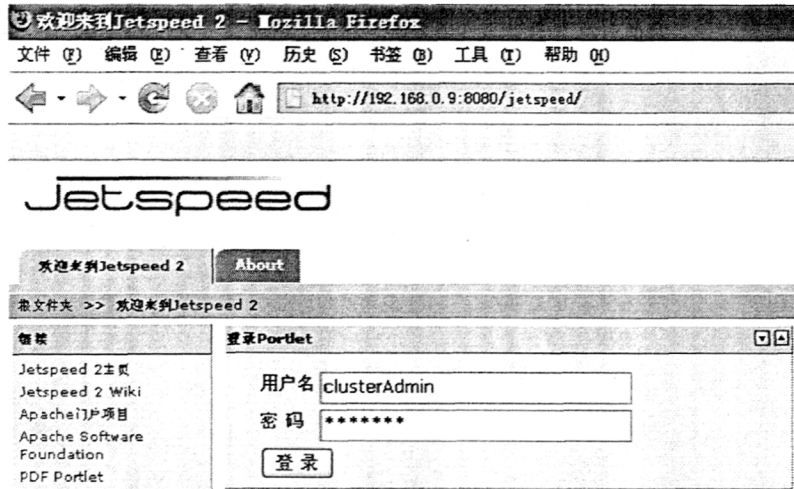 欢迎来到Jetspeed 2 - Mozilla Firefox
文件 (F) 编辑 (E) 查看 (V) 历史 (S) 书签 (B) 工具 (T) 帮助 (H)
http://192.168.0.9:8080/jetspeed/
Jetspeed
欢迎来到Jetspeed 2 About
根文件夹 >> 欢迎来到Jetspeed 2
链接
Jetspeed 2主页
Jetspeed 2 Wiki
Apache门户项目
Apache Software
Foundation
PDF Portlet
登录Portlet
用户名 clusterAdmin
密 码 *******
登 录